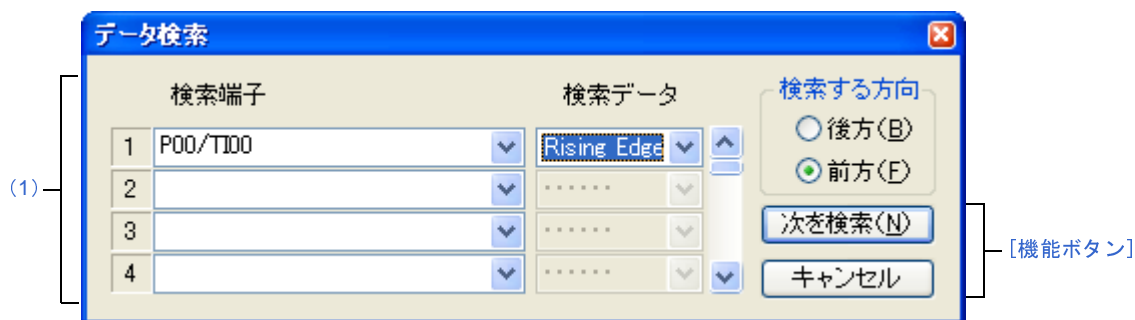 データ検索
検索端子
検索データ
検索する方向
1 P00/TI00 Rising Edge
2 ······
3 ······
4 ······
後方(B)
前方(F)
次を検索(N)
キャンセル
(1)
[機能ボタン]